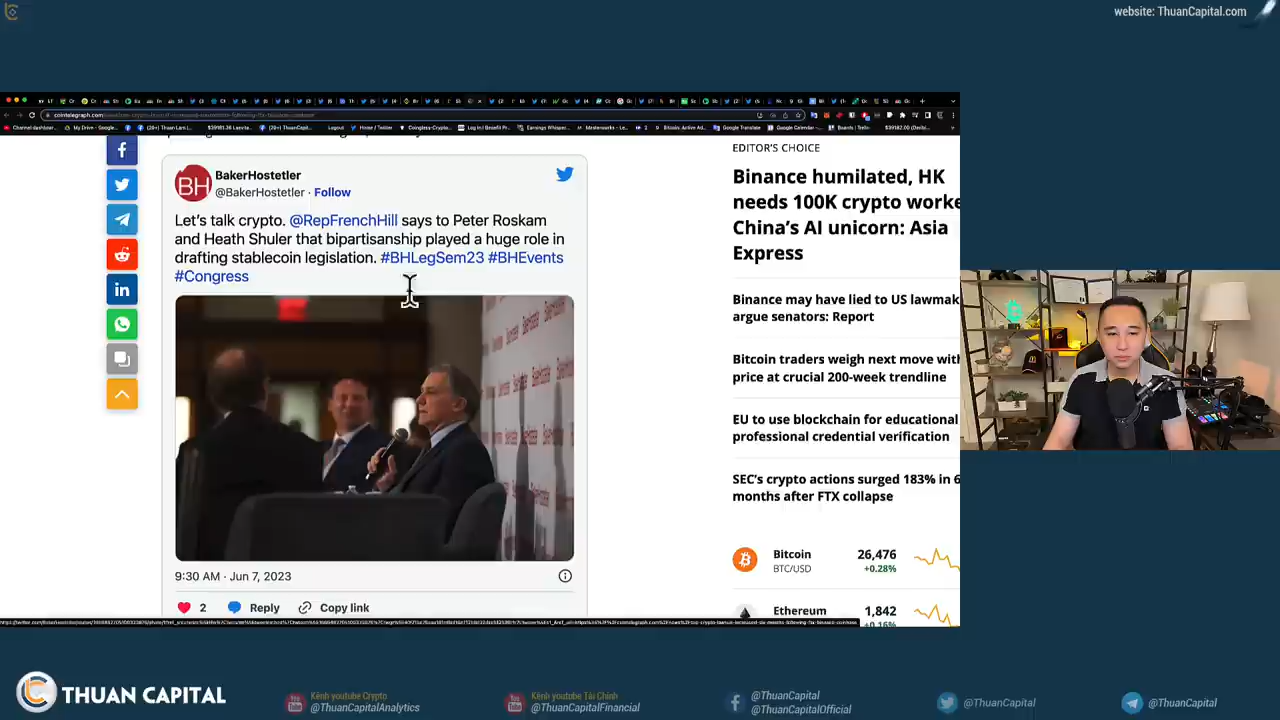 website: ThuanCapital.com
BakerHostetler
@BakerHostetler · Follow
Let's talk crypto. @RepFrenchHill says to Peter Roskam
and Heath Shuler that bipartisanship played a huge role in
drafting stablecoin legislation. #BHLegSem23 #BHEvents
#Congress
BH
9:30 AM · Jun 7, 2023
2 Reply Copy link
EDITOR'S CHOICE
Binance humilated, HK
needs 100K crypto worke
China's AI unicorn: Asia
Express
Binance may have lied to US lawmak
argue senators: Report
Bitcoin traders weigh next move wit
price at crucial 200-week trendline
EU to use blockchain for educational
professional credential verification
SEC's crypto actions surged 183% in 6
months after FTX collapse
Bitcoin 26,476
BTC/USD +0.28%
Ethereum 1,842
+0.16%
THUAN CAPITAL
Kênh youtube Crypto
@ThuanCapitalAnalytics
Kênh youtube Tài Chính
@ThuanCapitalFinancial
@ThuanCapital
@ThuanCapitalOfficial
@ThuanCapital
@ThuanCapital